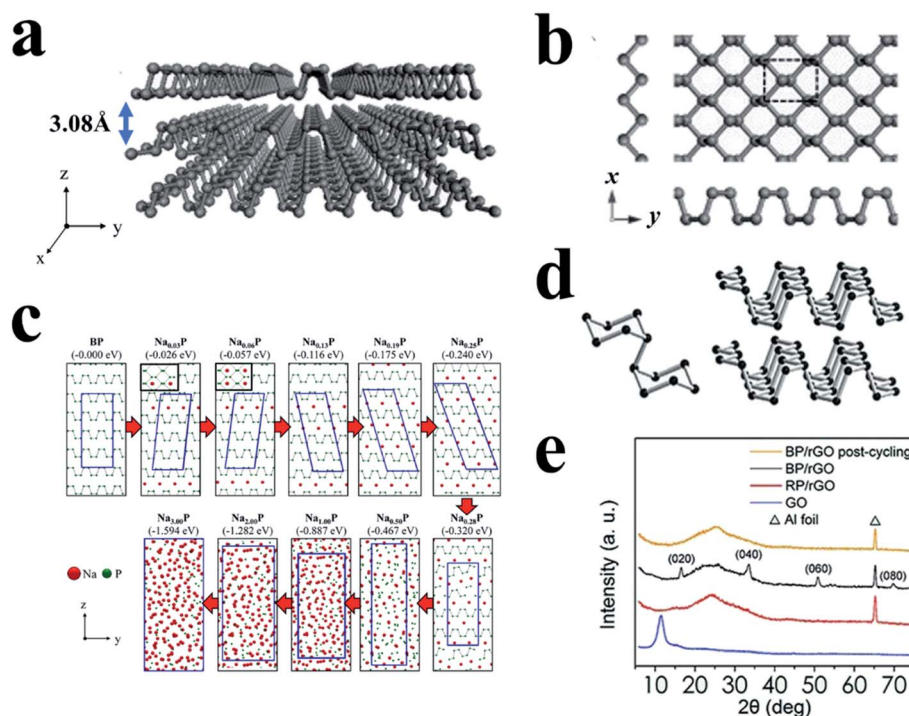 a
3.08Å
z
y
x
b
x
y
c
BP
(-0.000 eV)
Na0.03P
(-0.026 eV)
Na0.06P
(-0.057 eV)
Na0.13P
(-0.116 eV)
Na0.19P
(-0.175 eV)
Na0.25P
(-0.240 eV)
Na3.00P
(-1.594 eV)
Na2.00P
(-1.282 eV)
Na1.00P
(-0.887 eV)
Na0.50P
(-0.467 eV)
Na0.28P
(-0.320 eV)
Na P
z
y
d
e
BP/rGO post-cycling
BP/rGO
RP/rGO
GO
Al foil
(020)
(040)
(060)
(080)
Intensity (a. u.)
10 20 30 40 50 60 70
2θ (deg)